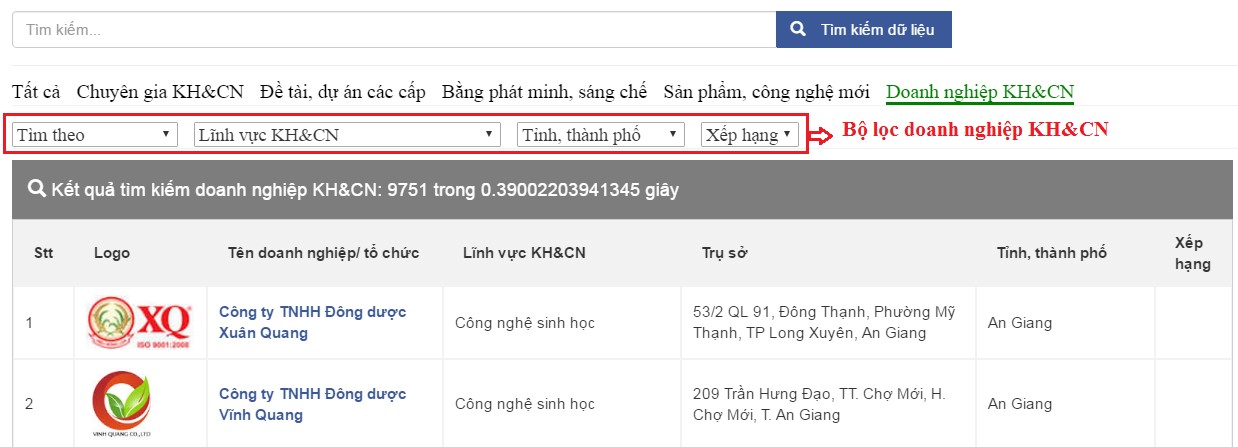 Tìm kiếm...
Tìm kiếm dữ liệu
Tất cả Chuyên gia KH&CN Đề tài, dự án các cấp Bằng phát minh, sáng chế Sản phẩm, công nghệ mới Doanh nghiệp KH&CN
Tìm theo Lĩnh vực KH&CN Tỉnh, thành phố Xếp hạng Bộ lọc doanh nghiệp KH&CN
Kết quả tìm kiếm doanh nghiệp KH&CN: 9751 trong 0.39002203941345 giây
Stt Logo Tên doanh nghiệp/ tổ chức Lĩnh vực KH&CN Trụ sở Tỉnh, thành phố Xếp
hạng
1
XQ
ISO 9001:2008
Công ty TNHH Đông dược
Xuân Quang
Công nghệ sinh học
53/2 QL 91, Đông Thạnh, Phường Mỹ
Thạnh, TP Long Xuyên, An Giang
An Giang
2
VINH QUANG CO.,LTD
Công ty TNHH Đông dược
Vĩnh Quang
Công nghệ sinh học
209 Trần Hưng Đạo, TT. Chợ Mới, H.
Chợ Mới, T. An Giang
An Giang